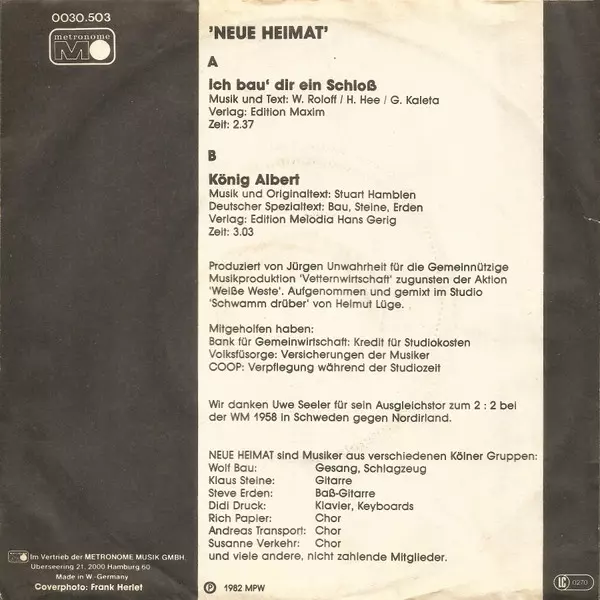 0030.503
metronome
'NEUE HEIMAT'
A
Ich bau' dir ein Schloß
Musik und Text: W. Roloff / H. Hee / G. Kaleta
Verlag: Edition Maxim
Zeit: 2.37
B
König Albert
Musik und Originaltext: Stuart Hamblen
Deutscher Spezialtext: Bau, Steine, Erden
Verlag: Edition Melodia Hans Gerig
Zeit: 3.03
Produziert von Jürgen Unwahrheit für die Gemeinnützige
Musikproduktion 'Vetternwirtschaft' zugunsten der Aktion
'Weiße Weste'. Aufgenommen und gemixt im Studio
'Schwamm drüber' von Helmut Lüge.
Mitgeholfen haben:
Bank für Gemeinwirtschaft: Kredit für Studiokosten
Volksfüsorge: Versicherungen der Musiker
COOP: Verpflegung während der Studiozeit
Wir danken Uwe Seeler für sein Ausgleichstor zum 2 : 2 bei
der WM 1958 in Schweden gegen Nordirland.
NEUE HEIMAT sind Musiker aus verschiedenen Kölner Gruppen:
Wolf Bau: Gesang, Schlagzeug
Klaus Steine: Gitarre
Steve Erden: Baß-Gitarre
Didi Druck: Klavier, Keyboards
Rich Papier: Chor
Andreas Transport: Chor
Susanne Verkehr: Chor
und viele andere, nicht zahlende Mitglieder.
Im Vertrieb der METRONOME MUSIK GMBH,
Überseering 21, 2000 Hamburg 60
Made in W.-Germany
Coverphoto: Frank Herlet
Ⓟ 1982 MPW
LC 0270